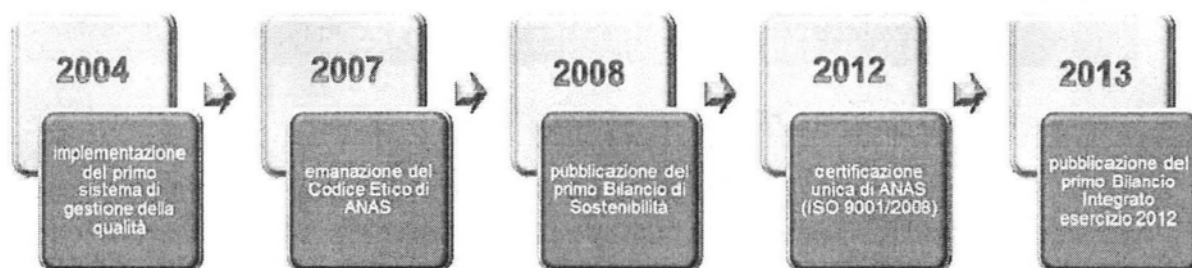 2004
implementazione
del primo
sistema di
gestione della
qualità
2007
emanazione del
Codice Etico di
ANAS
2008
pubblicazione del
primo Bilancio di
Sostenibilità
2012
certificazione
unica di ANAS
(ISO 9001/2008)
2013
pubblicazione del
primo Bilancio
Integrato
esercizio 2012